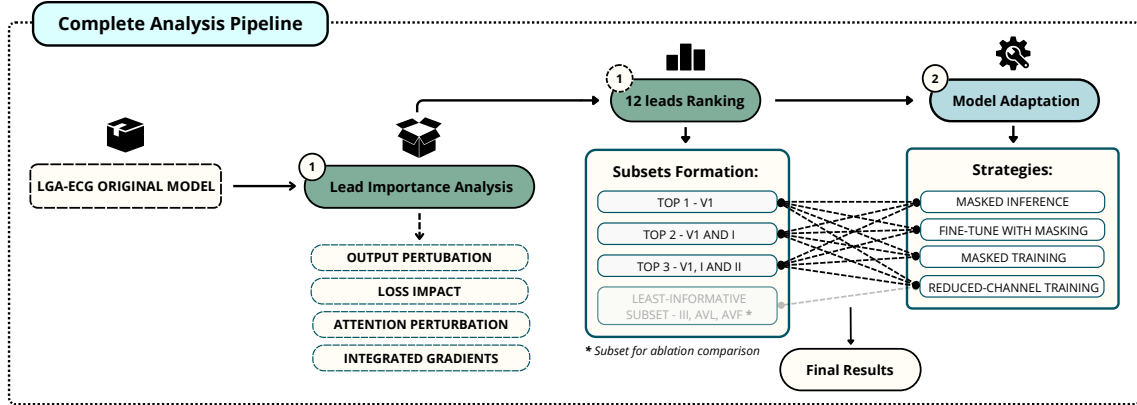 Complete Analysis Pipeline
LGA-ECG ORIGINAL MODEL
1
Lead Importance Analysis
OUTPUT PERTUBATION
LOSS IMPACT
ATTENTION PERTURBATION
INTEGRATED GRADIENTS
1
12 leads Ranking
Subsets Formation:
TOP 1 - V1
TOP 2 - V1 AND I
TOP 3 - V1, I AND II
LEAST-INFORMATIVE
SUBSET - III, AVL, AVF *
* Subset for ablation comparison
2
Model Adaptation
Strategies:
MASKED INFERENCE
FINE-TUNE WITH MASKING
MASKED TRAINING
REDUCED-CHANNEL TRAINING
Final Results